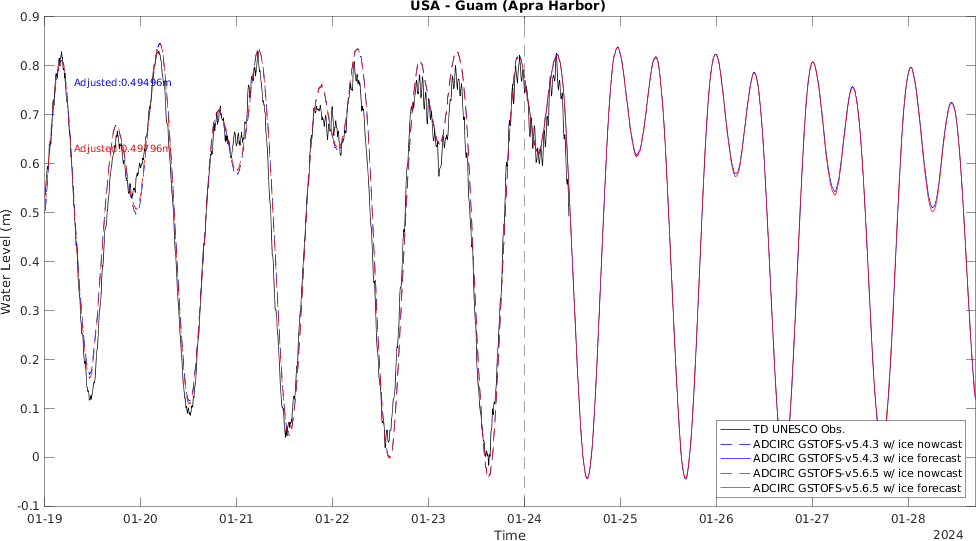 USA - Guam (Apra Harbor)
0.9
0.8
0.7
0.6
0.5
0.4
0.3
0.2
0.1
0
-0.1
Water Level (m)
Adjusted:0.49496m
Adjusted:0.49796m
TD UNESCO Obs.
ADCIRC GSTOFS-v5.4.3 w/ ice nowcast
ADCIRC GSTOFS-v5.4.3 w/ ice forecast
ADCIRC GSTOFS-v5.6.5 w/ ice nowcast
ADCIRC GSTOFS-v5.6.5 w/ ice forecast
01-19 01-20 01-21 01-22 01-23 01-24 01-25 01-26 01-27 01-28
Time
2024